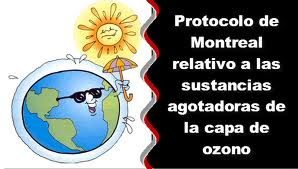 Protocolo de
Montreal
relativo a las
sustancias
agotadoras de
la capa de
ozono